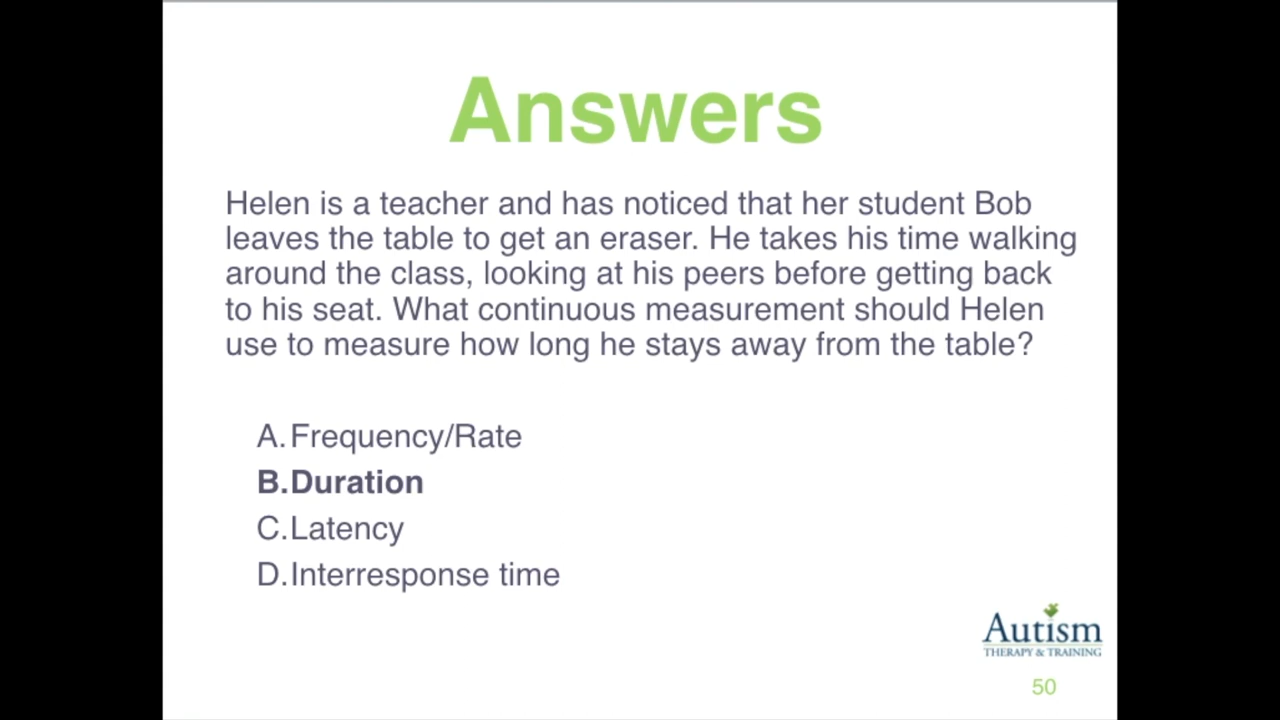 Answers
Helen is a teacher and has noticed that her student Bob
leaves the table to get an eraser. He takes his time walking
around the class, looking at his peers before getting back
to his seat. What continuous measurement should Helen
use to measure how long he stays away from the table?
A. Frequency/Rate
B. Duration
C. Latency
D. Interresponse time
Autism
THERAPY & TRAINING
50